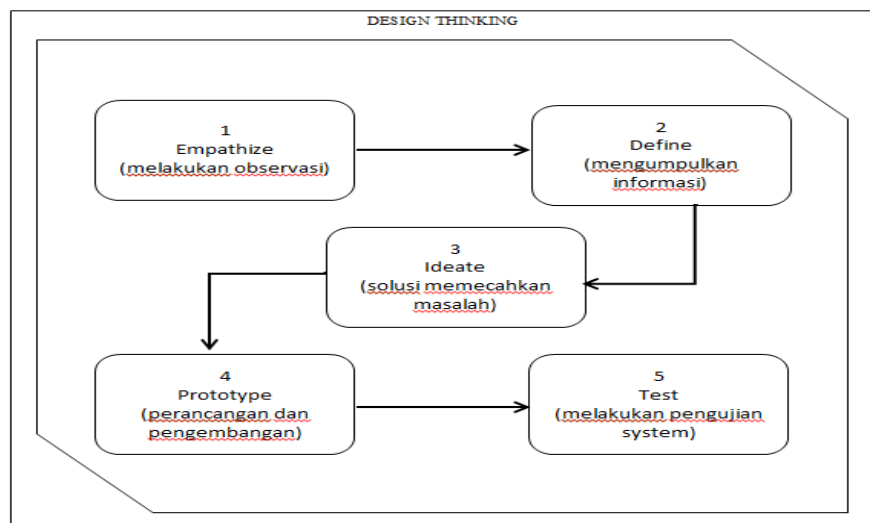 DESIGN THINKING
1
Empathize
(melakukan observasi)
2
Define
(mengumpulkan
informasi)
3
Ideate
(solusi memecahkan
masalah)
4
Prototype
(perancangan dan
pengembangan)
5
Test
(melakukan pengujian
system)